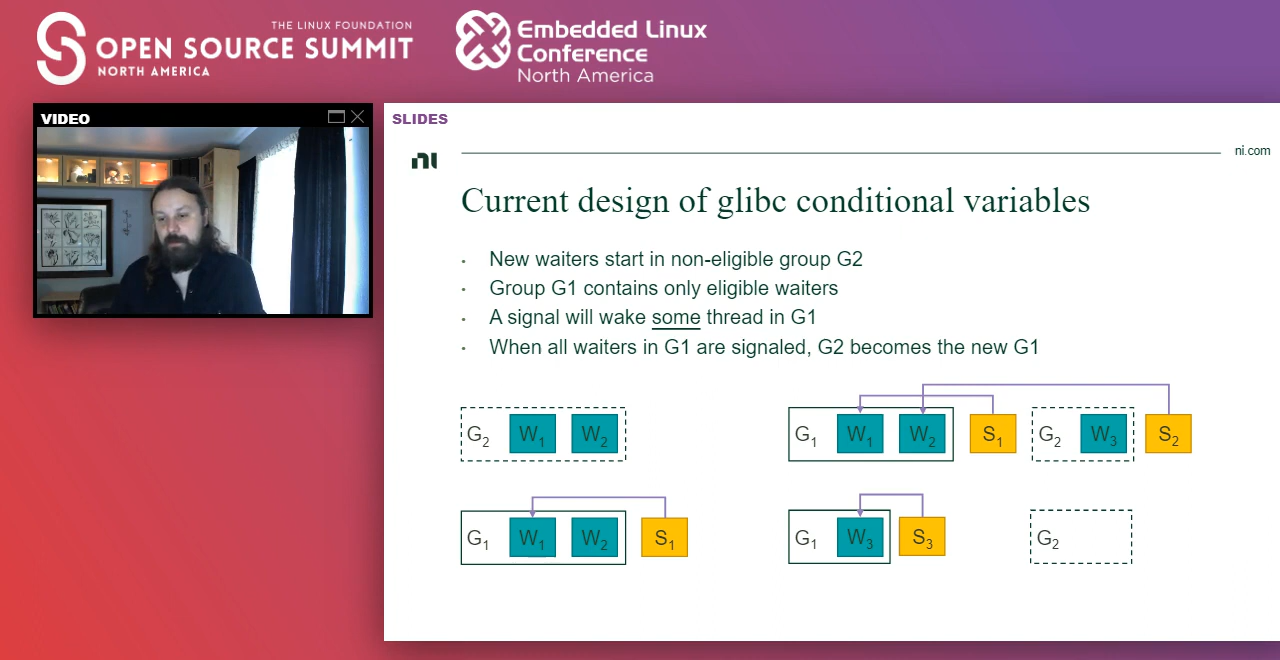 THE LINUX FOUNDATION
OPEN SOURCE SUMMIT
NORTH AMERICA
Embedded Linux
Conference
North America
VIDEO
SLIDES
ni
ni.com
Current design of glibc conditional variables
· New waiters start in non-eligible group G2
· Group G1 contains only eligible waiters
· A signal will wake some thread in G1
· When all waiters in G1 are signaled, G2 becomes the new G1
G₂ W₁ W₂
G₁ W₁ W₂ S₁ G₂ W₃ S₂
G₁ W₁ W₂ S₁
G₁ W₃ S₃ G₂